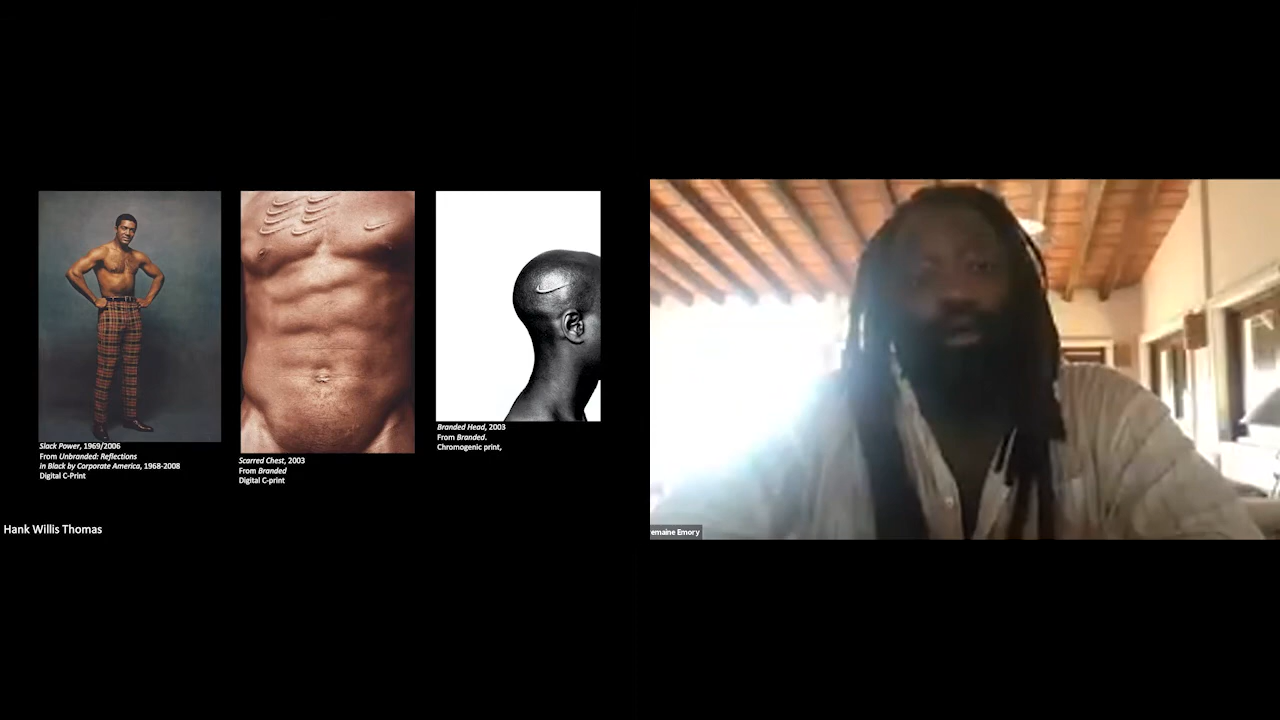 Slack Power, 1969/2006
From Unbranded: Reflections
in Black by Corporate America, 1968-2008
Digital C-Print
Scarred Chest, 2003
From Branded
Digital C-print
Branded Head, 2003
From Branded.
Chromogenic print,
Hank Willis Thomas
emaine Emory